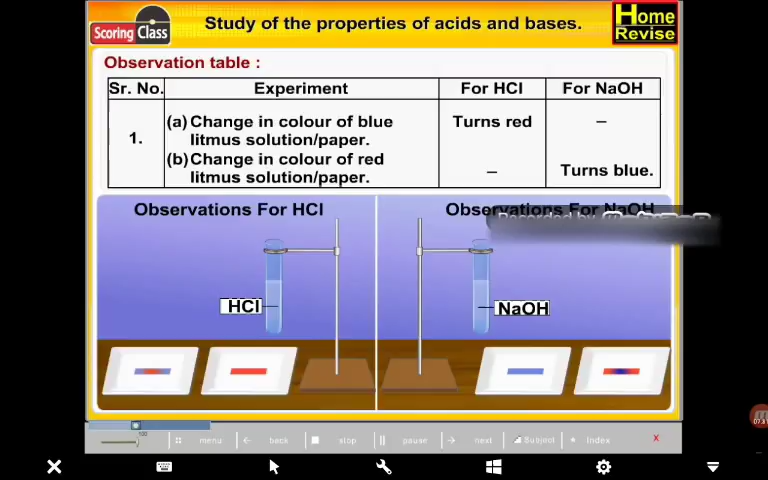 Scoring Class
Study of the properties of acids and bases.
Home
Revise
Observation table :
Sr. No. Experiment For HCl For NaOH
1.
(a) Change in colour of blue litmus solution/paper. Turns red –
(b) Change in colour of red litmus solution/paper. – Turns blue.
Observations For HCl
Observations For NaOH
HCl
NaOH
100
menu back stop pause next Subject Index X